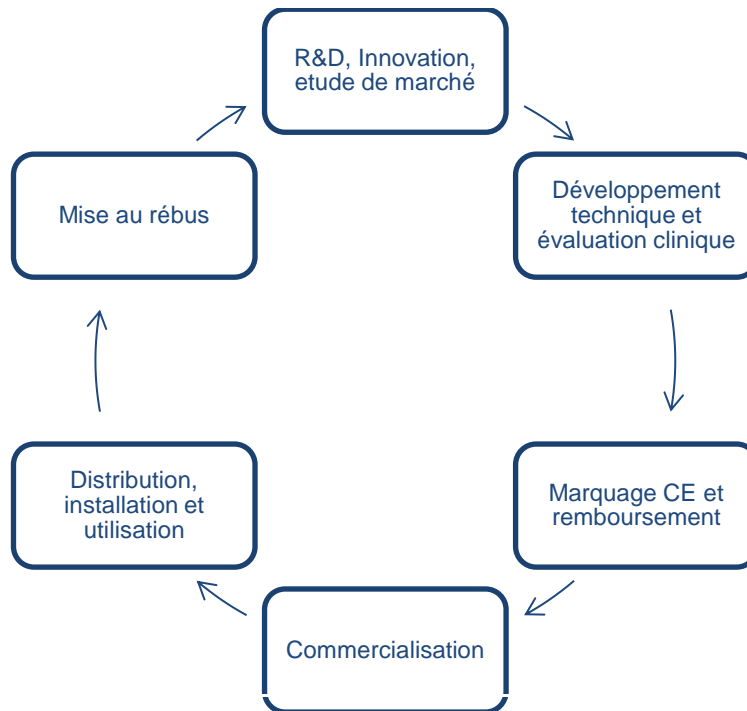 R&D, Innovation,
etude de marché
Développement
technique et
évaluation clinique
Marquage CE et
remboursement
Commercialisation
Distribution,
installation et
utilisation
Mise au rébus